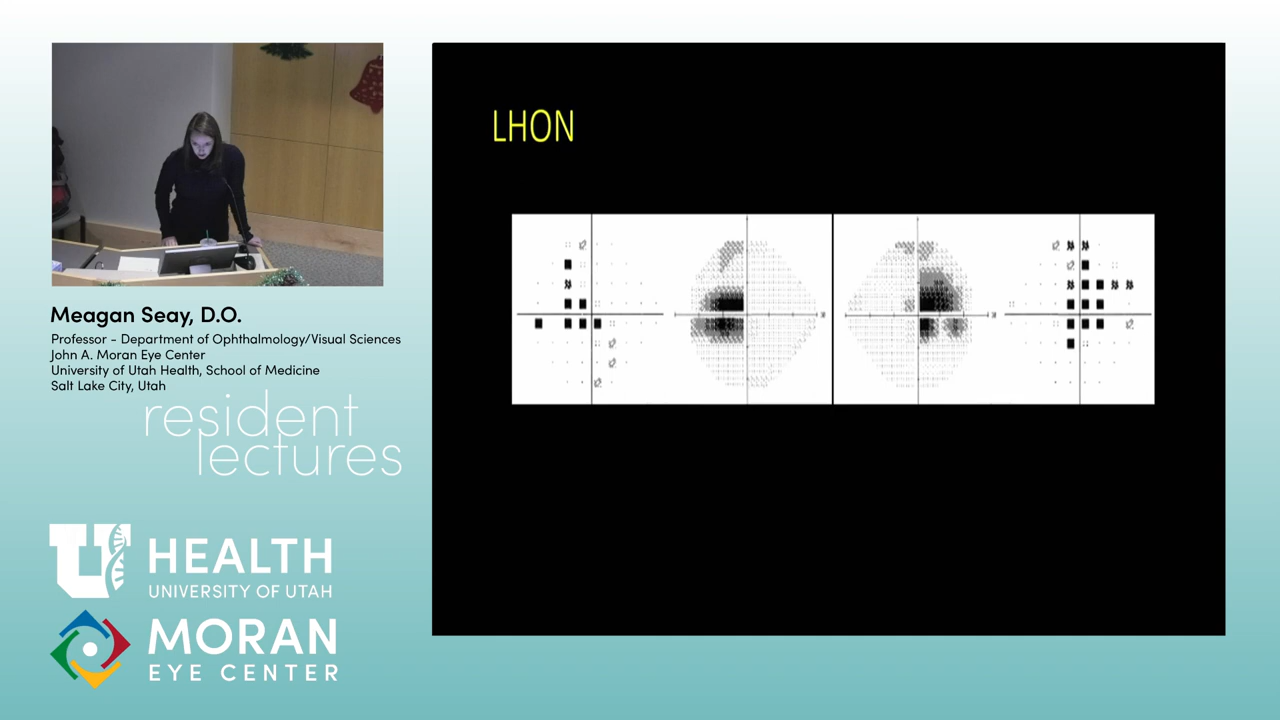 LHON
Meagan Seay, D.O.
Professor - Department of Ophthalmology/Visual Sciences
John A. Moran Eye Center
University of Utah Health, School of Medicine
Salt Lake City, Utah
resident
lectures
U HEALTH
UNIVERSITY OF UTAH
MORAN
EYE CENTER